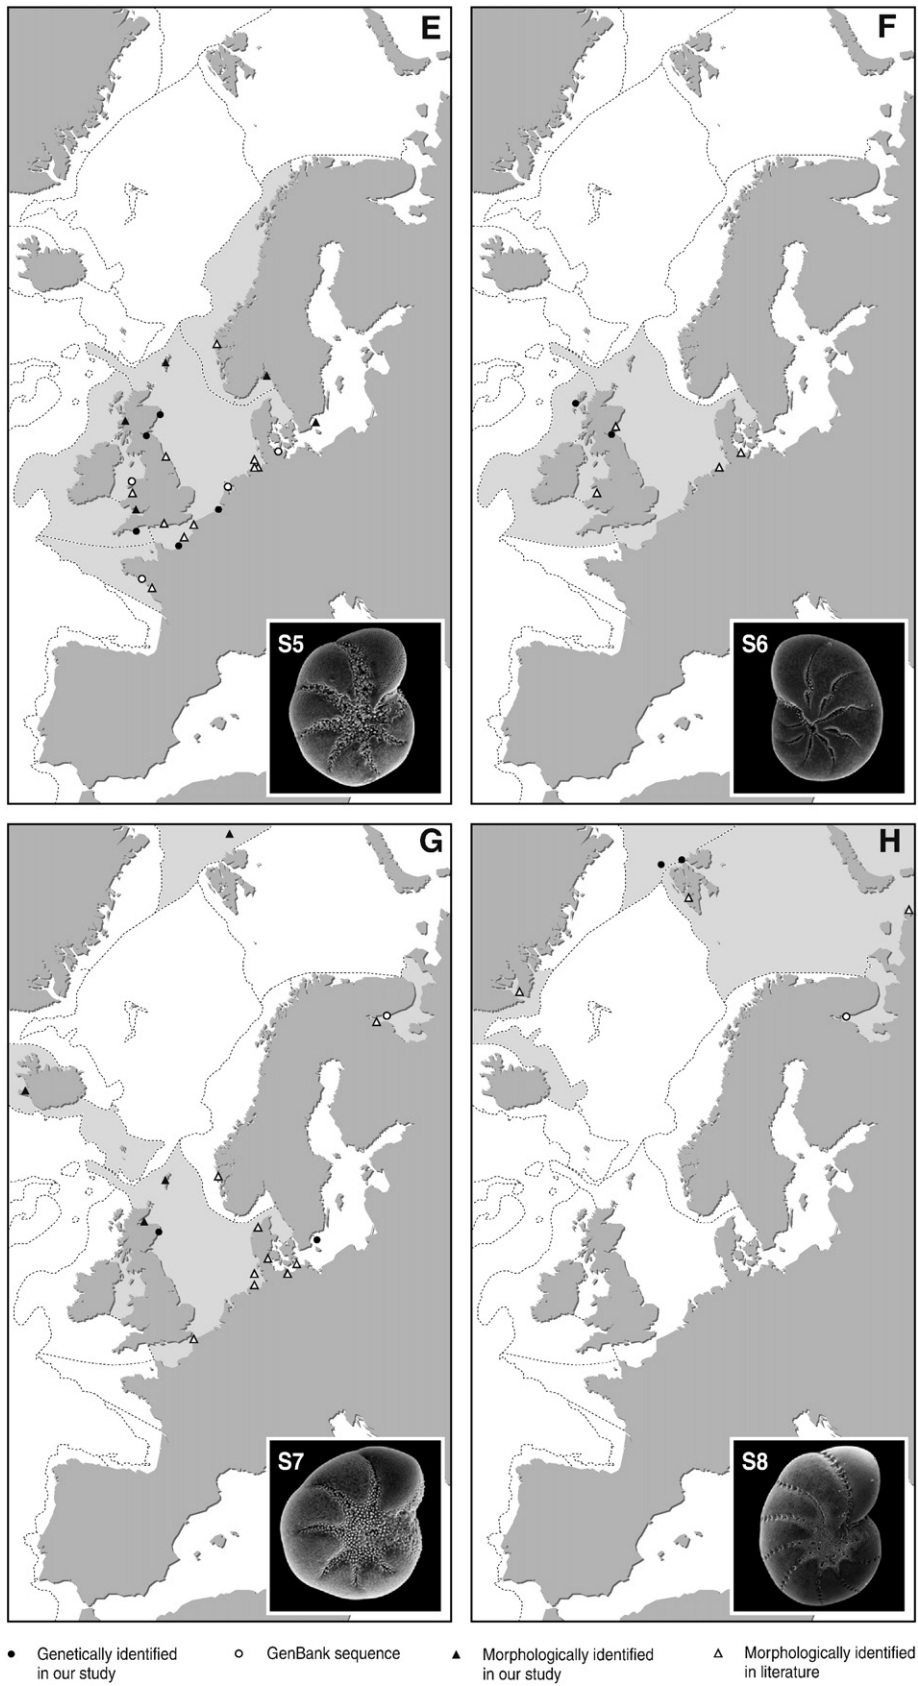 E
F
S5
S6
G
H
S7
S8
Genetically identified
in our study
GenBank sequence
Morphologically identified
in our study
Morphologically identified
in literature